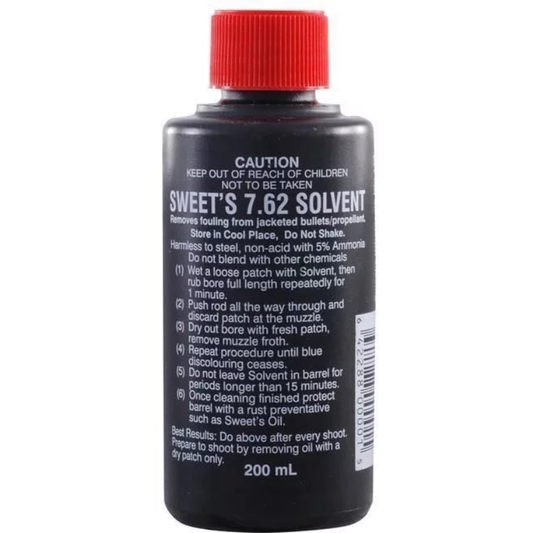 CAUTION
KEEP OUT OF REACH OF CHILDREN
NOT TO BE TAKEN
SWEET'S 7.62 SOLVENT
Removes fouling from jacketed bullets/propellant.
Store in Cool Place, Do Not Shake.
Harmless to steel, non-acid with 5% Ammonia
Do not blend with other chemicals
(1) Wet a loose patch with Solvent, then
rub bore full length repeatedly for
1 minute.
(2) Push rod all the way through and
discard patch at the muzzle.
(3) Dry out bore with fresh patch,
remove muzzle froth.
(4) Repeat procedure until blue
discolouring ceases.
(5) Do not leave Solvent in barrel for
periods longer than 15 minutes.
(6) Once cleaning finished protect
barrel with a rust preventative
such as Sweet's Oil.
Best Results: Do above after every shoot.
Prepare to shoot by removing oil with a
dry patch only.
200 mL
6 42228 00001 5